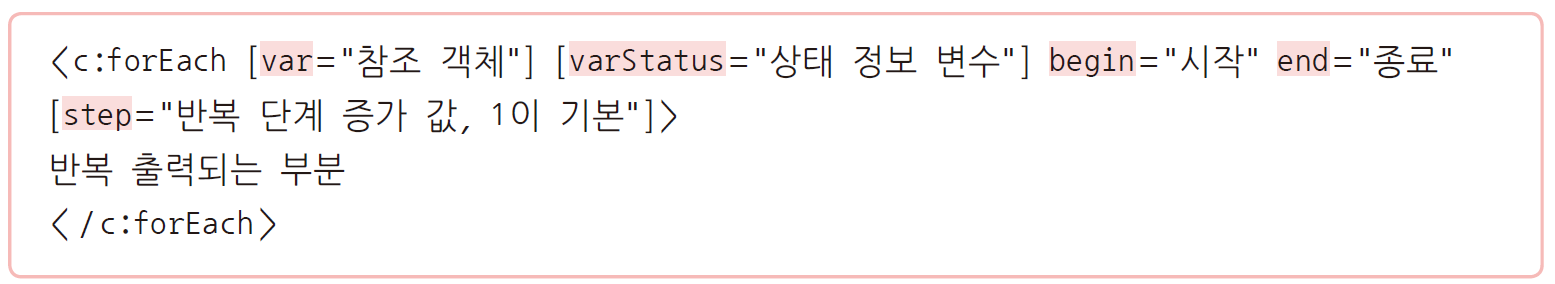 <c:forEach [var="참조 객체"] [varStatus="상태 정보 변수"] begin="시작" end="종료"
[step="반복 단계 증가 값, 1이 기본"]>
반복 출력되는 부분
</c:forEach>